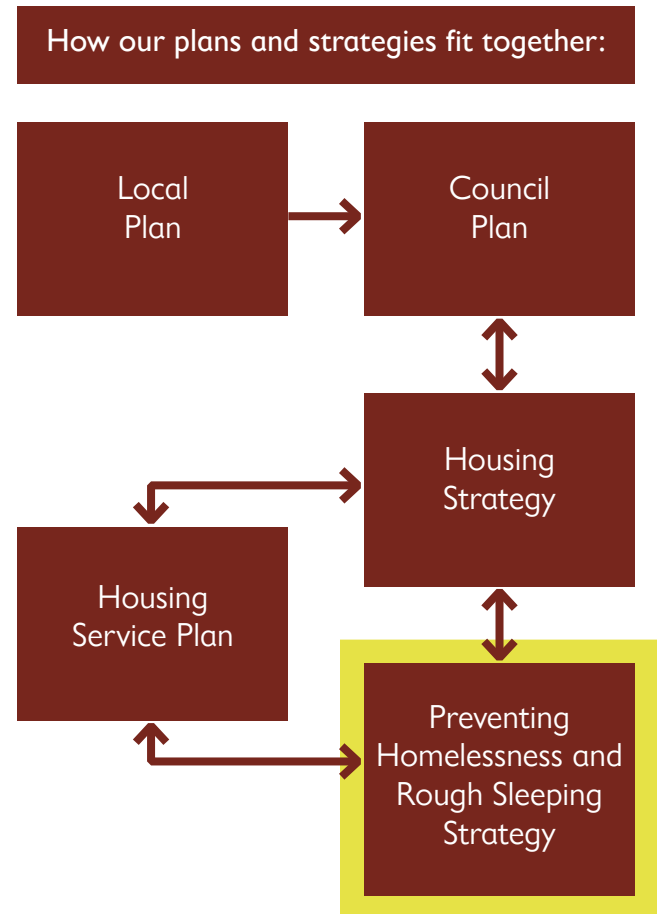 How our plans and strategies fit together:
Local
Plan
Council
Plan
Housing
Strategy
Housing
Service Plan
Preventing
Homelessness and
Rough Sleeping
Strategy